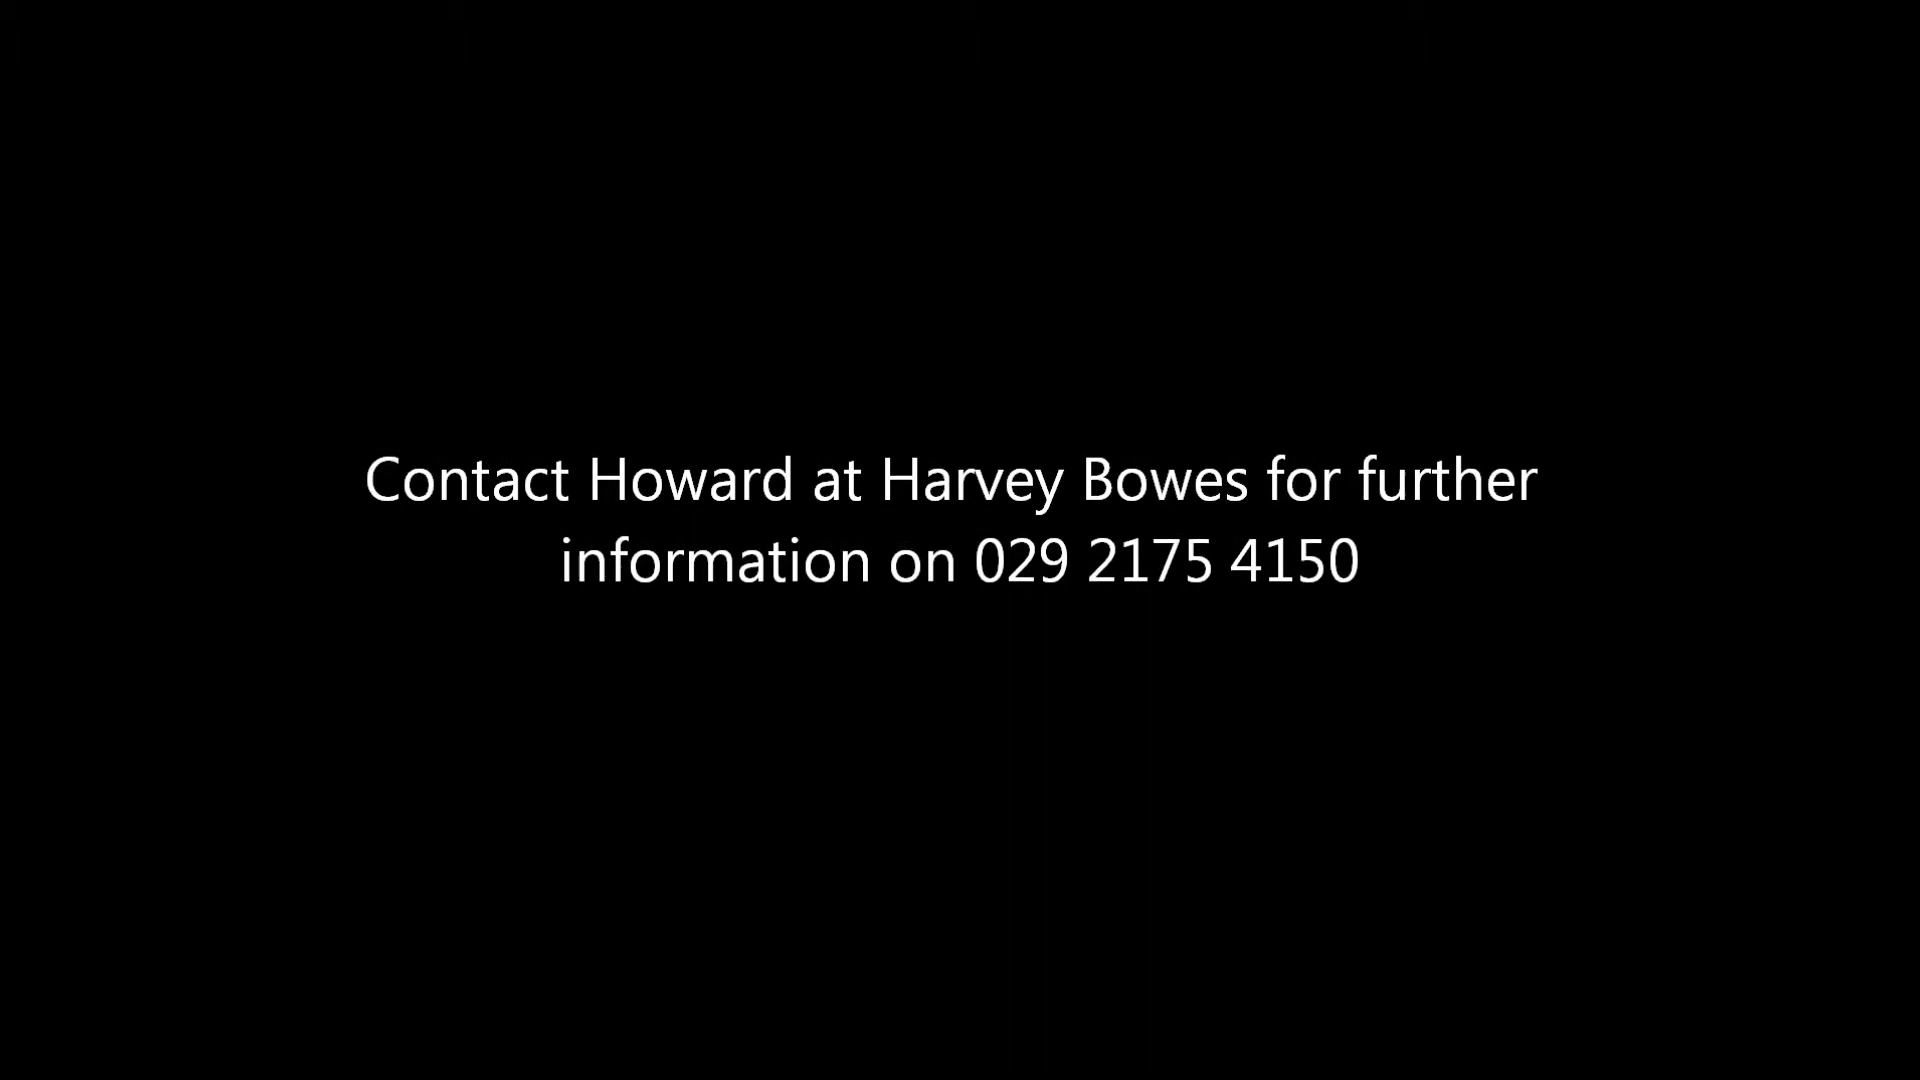 Contact Howard at Harvey Bowes for further
information on 029 2175 4150